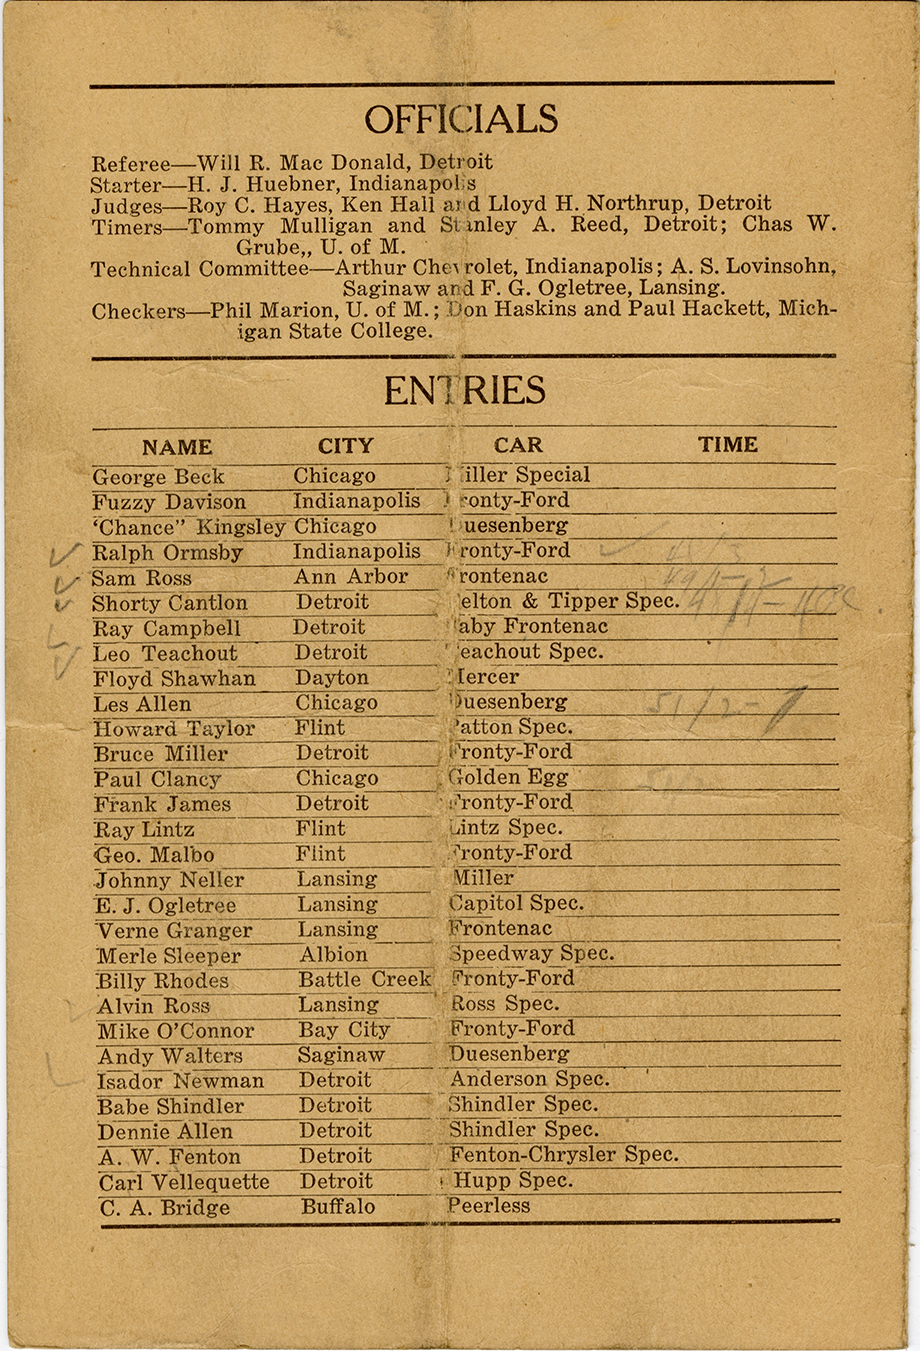 OFFICIALS
Referee—Will R. Mac Donald, Detroit
Starter—H. J. Huebner, Indianapolis
Judges—Roy C. Hayes, Ken Hall and Lloyd H. Northrup, Detroit
Timers—Tommy Mulligan and Stanley A. Reed, Detroit; Chas W.
Grube,, U. of M.
Technical Committee—Arthur Chevrolet, Indianapolis; A. S. Lovinsohn,
Saginaw and F. G. Ogletree, Lansing.
Checkers—Phil Marion, U. of M.; Don Haskins and Paul Hackett, Mich-
igan State College.
ENTRIES
NAME CITY CAR TIME
George Beck Chicago Miller Special
Fuzzy Davison Indianapolis Fronty-Ford
‘Chance” Kingsley Chicago Duesenberg
Ralph Ormsby Indianapolis Fronty-Ford
Sam Ross Ann Arbor Frontenac
Shorty Cantlon Detroit elton & Tipper Spec.
Ray Campbell Detroit Baby Frontenac
Leo Teachout Detroit Teachout Spec.
Floyd Shawhan Dayton Mercer
Les Allen Chicago Duesenberg 51/2-
Howard Taylor Flint Patton Spec.
Bruce Miller Detroit Fronty-Ford
Paul Clancy Chicago Golden Egg
Frank James Detroit Fronty-Ford
Ray Lintz Flint Lintz Spec.
Geo. Malbo Flint Fronty-Ford
Johnny Neller Lansing Miller
E. J. Ogletree Lansing Capitol Spec.
Verne Granger Lansing Frontenac
Merle Sleeper Albion Speedway Spec.
Billy Rhodes Battle Creek Fronty-Ford
Alvin Ross Lansing Ross Spec.
Mike O’Connor Bay City Fronty-Ford
Andy Walters Saginaw Duesenberg
Isador Newman Detroit Anderson Spec.
Babe Shindler Detroit Shindler Spec.
Dennie Allen Detroit Shindler Spec.
A. W. Fenton Detroit Fenton-Chrysler Spec.
Carl Vellequette Detroit Hupp Spec.
C. A. Bridge Buffalo Peerless